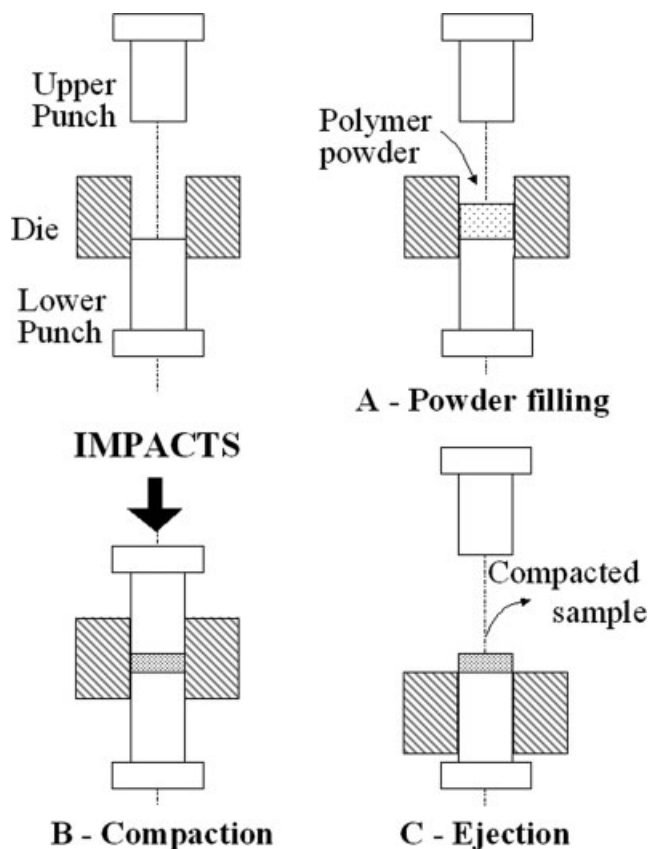 Upper
Punch
Die
Lower
Punch
Polymer
powder
A - Powder filling
IMPACTS
B - Compaction
Compacted
sample
C - Ejection